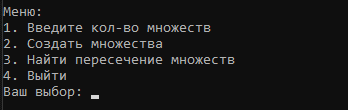 Меню:
1. Введите кол-во множеств
2. Создать множества
3. Найти пересечение множеств
4. Выйти
Ваш выбор: